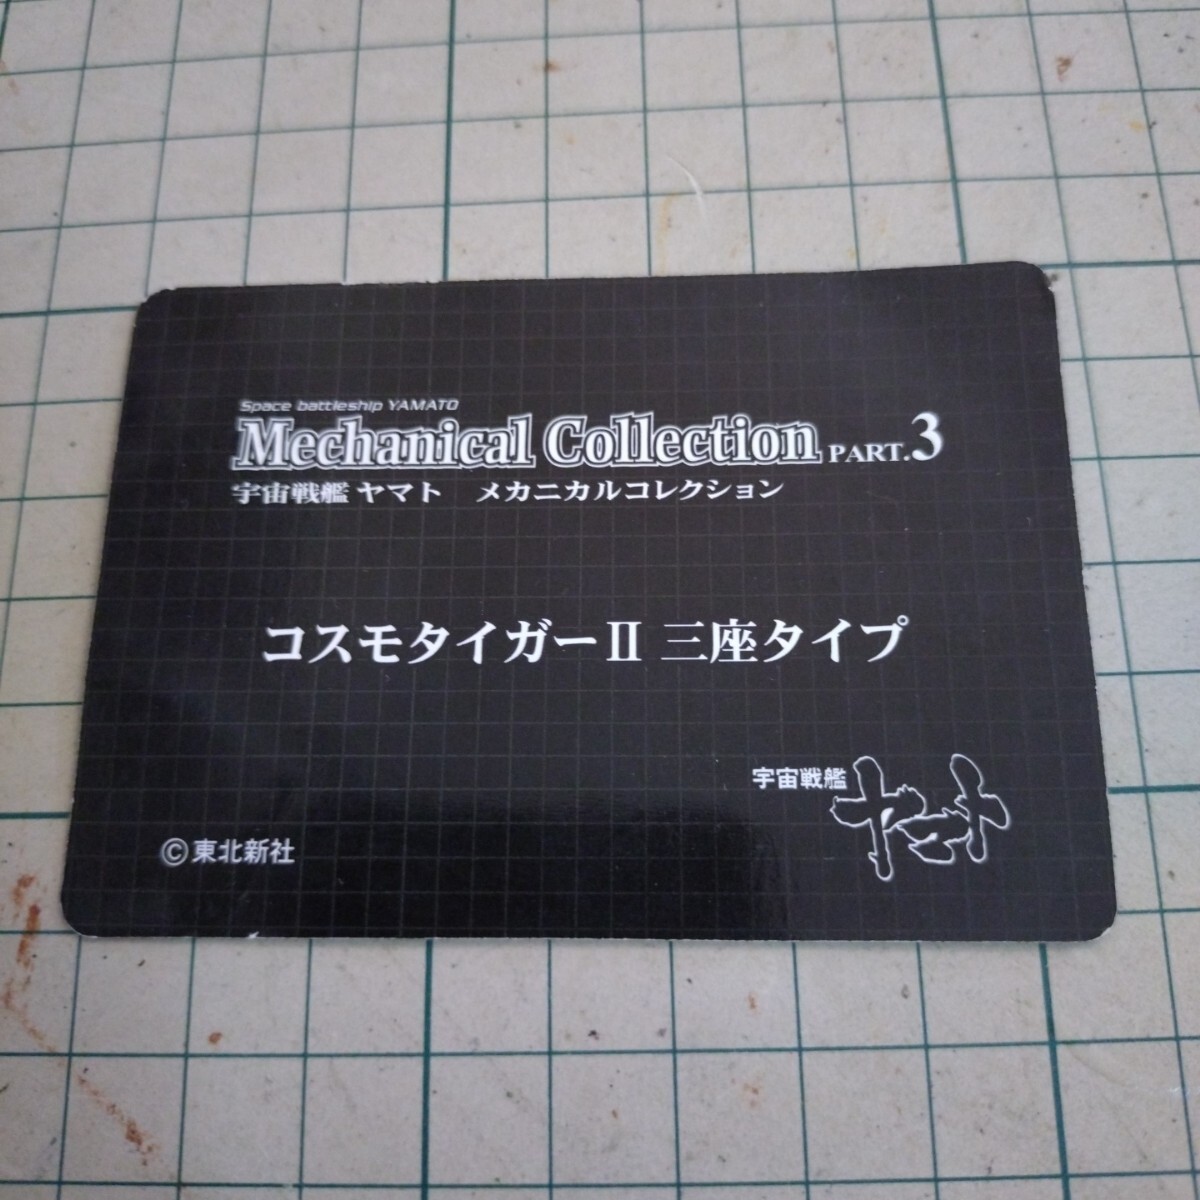 Space battleship YAMATO
Mechanical Collection PART.3
宇宙戦艦 ヤマト　メカニカルコレクション
コスモタイガーⅡ 三座タイプ
宇宙戦艦 ヤマト
©東北新社